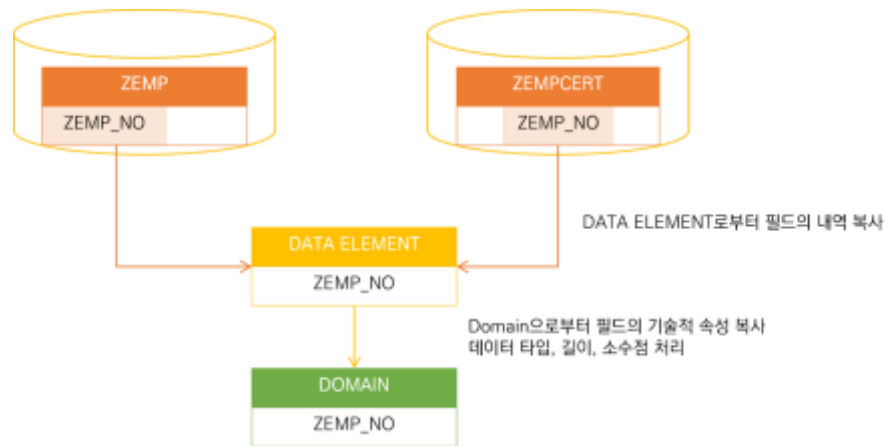 ZEMP
ZEMPCERT
ZEMP_NO
ZEMP_NO
DATA ELEMENT로부터 필드의 내역 복사
DATA ELEMENT
ZEMP_NO
Domain으로부터 필드의 기술적 속성 복사
데이터 타입, 길이, 소수점 처리
DOMAIN
ZEMP_NO